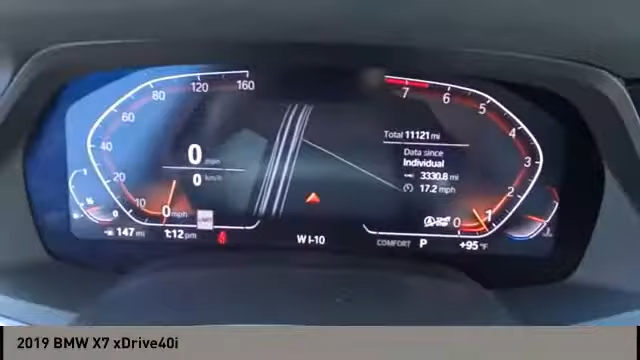 160
120
80
60
40
20
10
0 mph
0 mph
0 km/h
147 mi
1:12 pm
W I-10
7
6
5
4
3
2
1
0
Total 11121 mi
Data since
Individual
3330.8 mi
17.2 mph
COMFORT P +95 °F
2019 BMW X7 xDrive40i